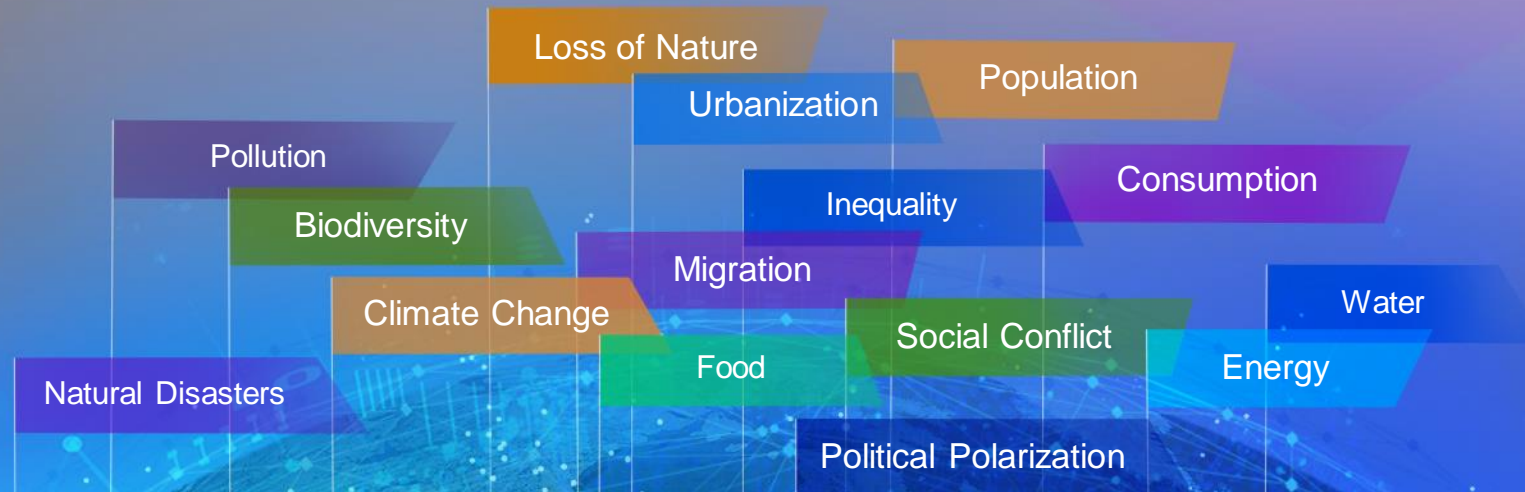 Loss of Nature
Population
Urbanization
Pollution
Consumption
Inequality
Biodiversity
Migration
Water
Climate Change
Social Conflict
Food
Energy
Natural Disasters
Political Polarization